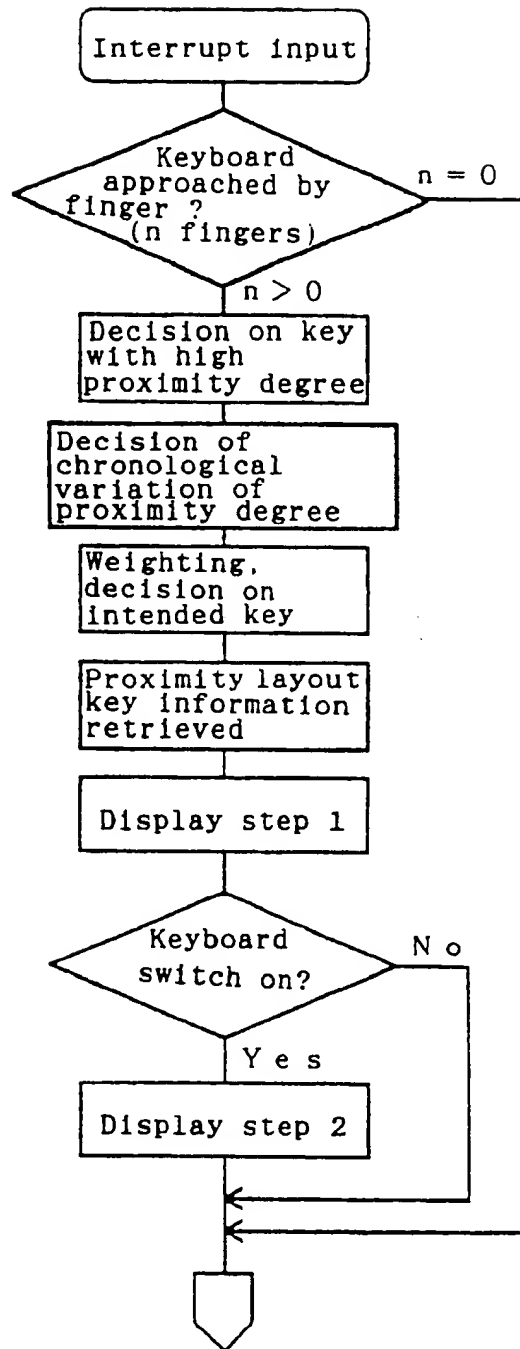 Interrupt input
Keyboard
approached by
finger ?
(n fingers)
n = 0
n > 0
Decision on key
with high
proximity degree
Decision of
chronological
variation of
proximity degree
Weighting,
decision on
intended key
Proximity layout
key information
retrieved
Display step 1
Keyboard
switch on?
No
Yes
Display step 2